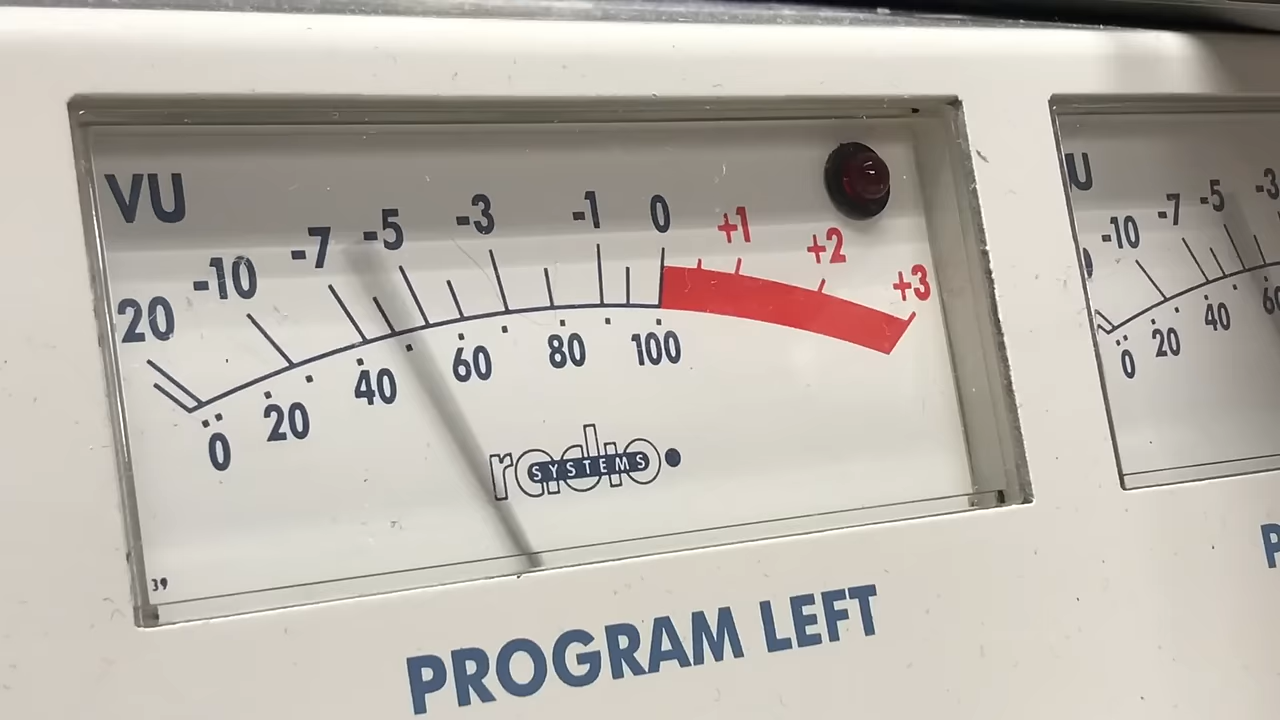 VU
20 -10 -7 -5 -3 -1 0 +1 +2 +3
0 20 40 60 80 100
radio
SYSTEMS
39
PROGRAM LEFT
U
-10 -7 -5 -3
0 20 40 60
P